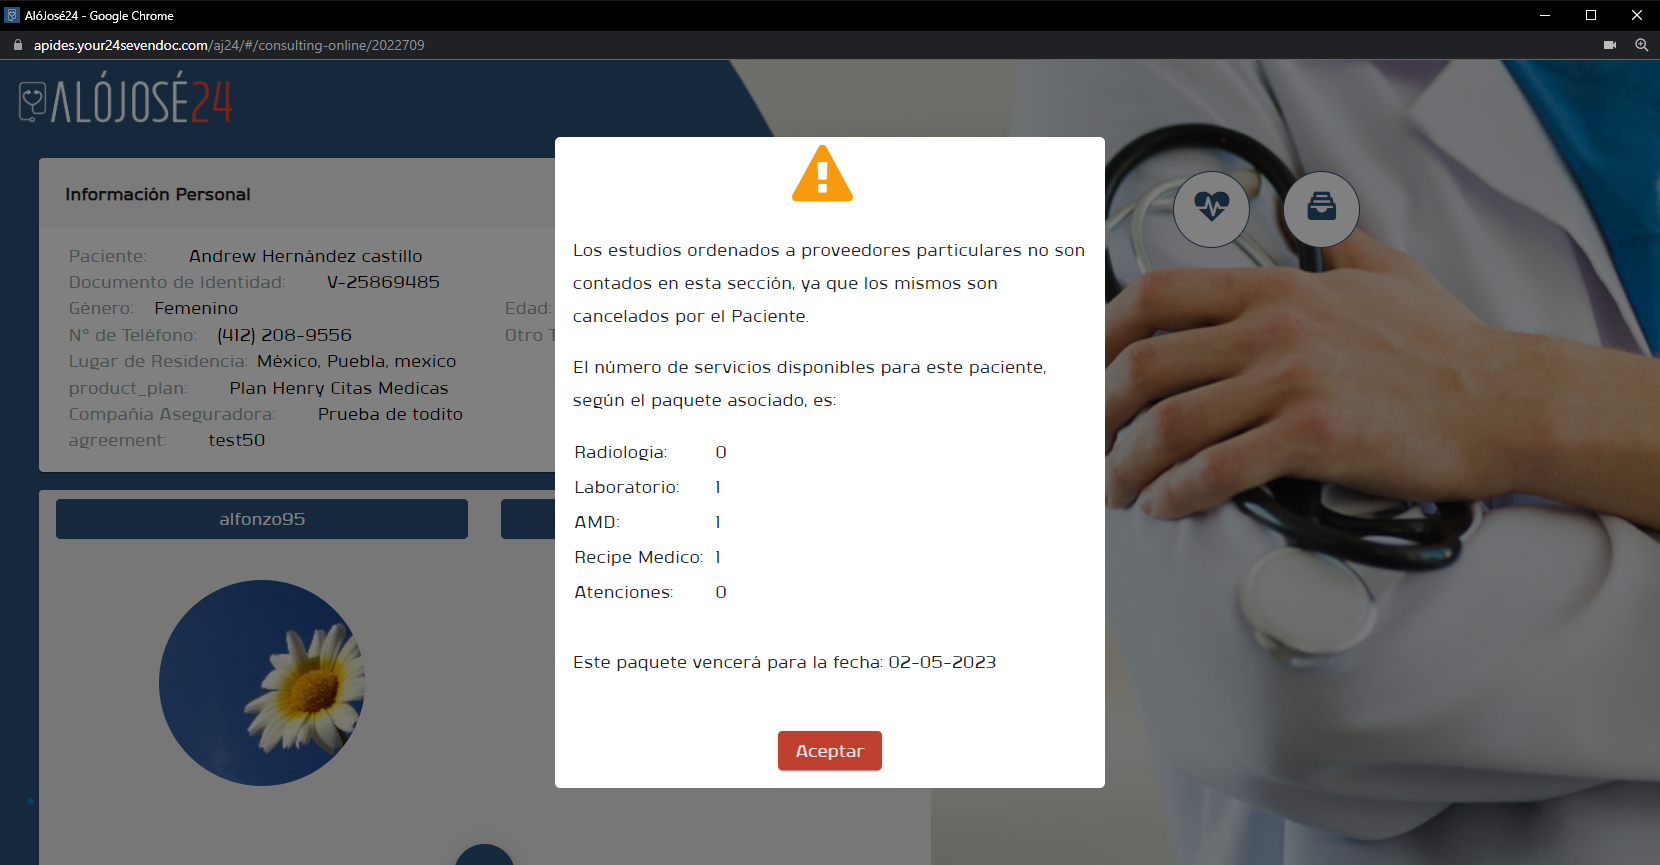 AlóJosé24 - Google Chrome
apides.your24sevendoc.com/aj24/#/consulting-online/2022709
ALÓJOSÉ24
Información Personal
Paciente: Andrew Hernández castillo
Documento de Identidad: V-25869485
Género: Femenino Edad:
N° de Teléfono: (412) 208-9556 Otro T
Lugar de Residencia: México, Puebla, mexico
product_plan: Plan Henry Citas Medicas
Compañia Aseguradora: Prueba de todito
agreement: test50
alfonzo95
Los estudios ordenados a proveedores particulares no son
contados en esta sección, ya que los mismos son
cancelados por el Paciente.
El número de servicios disponibles para este paciente,
según el paquete asociado, es:
Radiologia: 0
Laboratorio: 1
AMD: 1
Recipe Medico: 1
Atenciones: 0
Este paquete vencerá para la fecha: 02-05-2023
Aceptar